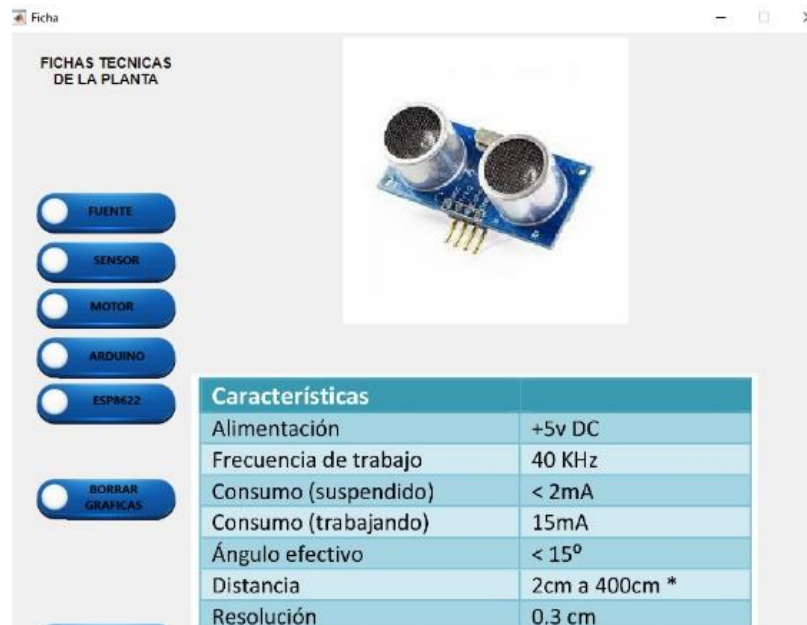 Ficha
FICHAS TECNICAS
DE LA PLANTA
FUENTE
SENSOR
MOTOR
ARDUINO
ESP8622
BORRAR
GRAFICAS
Características
Alimentación +5v DC
Frecuencia de trabajo 40 KHz
Consumo (suspendido) < 2mA
Consumo (trabajando) 15mA
Ángulo efectivo < 15º
Distancia 2cm a 400cm *
Resolución 0.3 cm